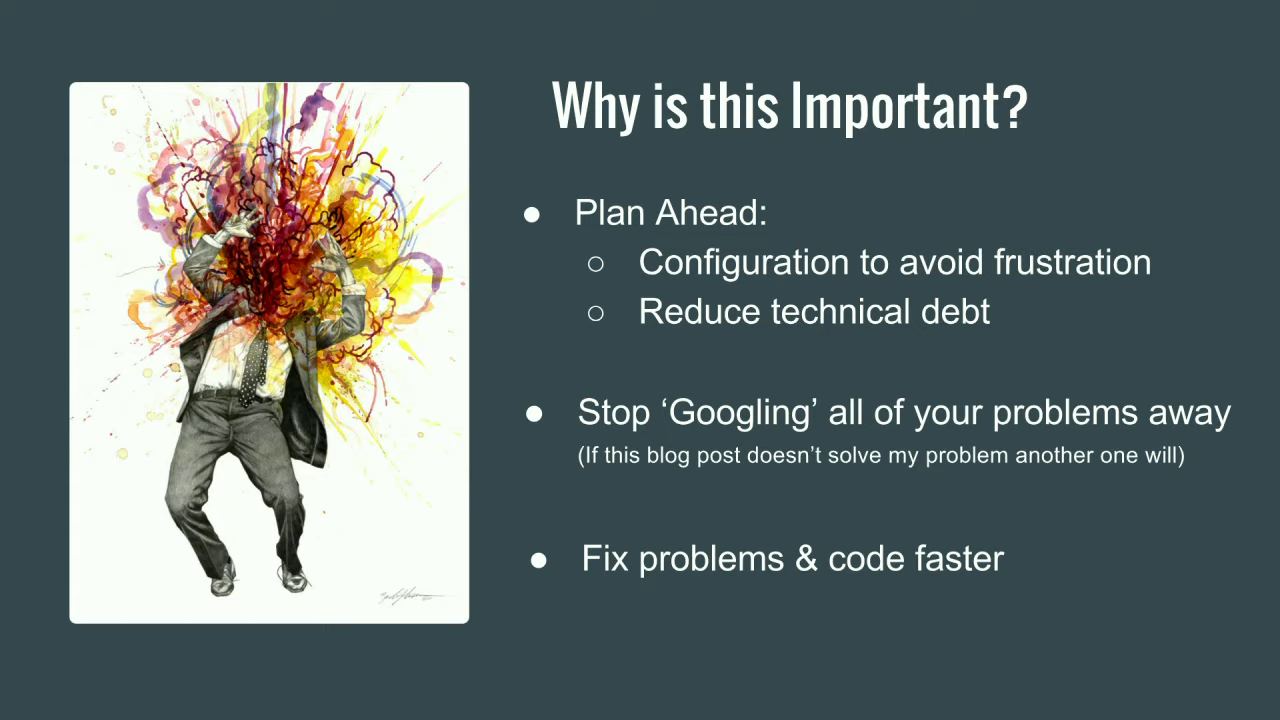 Why is this Important?
● Plan Ahead:
○ Configuration to avoid frustration
○ Reduce technical debt
● Stop ‘Googling’ all of your problems away
(If this blog post doesn’t solve my problem another one will)
● Fix problems & code faster